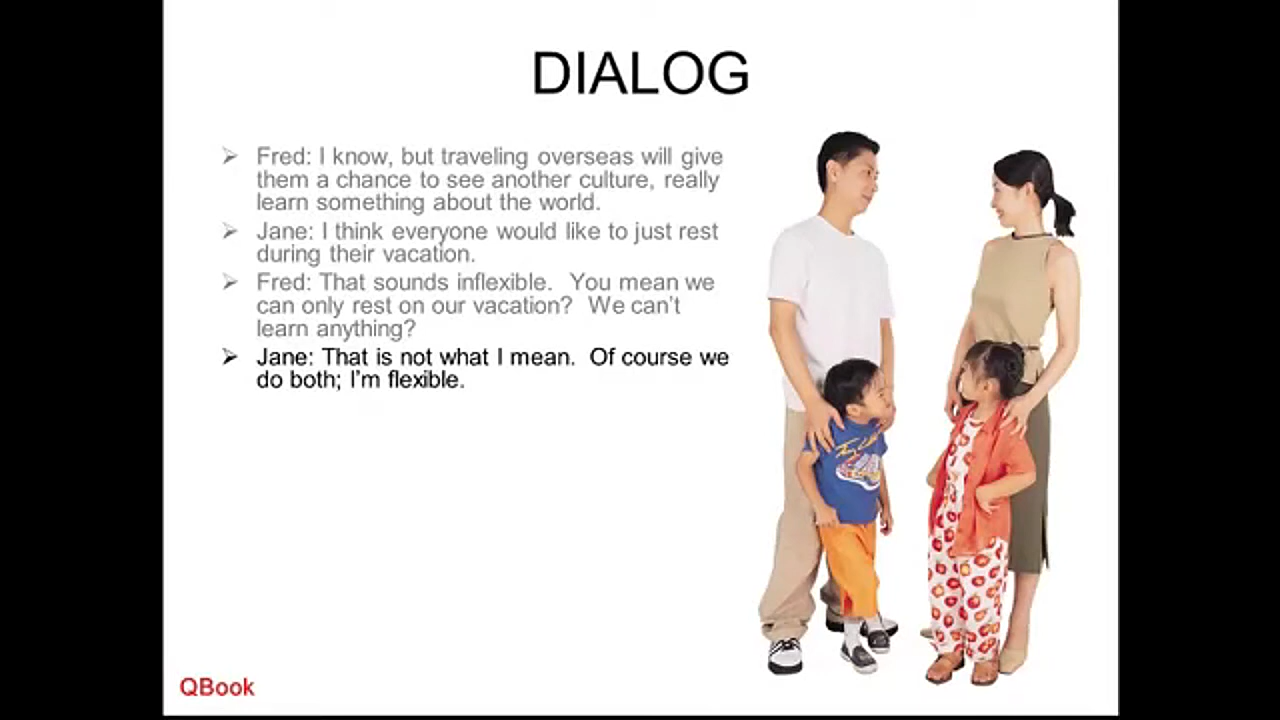 DIALOG
Fred: I know, but traveling overseas will give
them a chance to see another culture, really
learn something about the world.
Jane: I think everyone would like to just rest
during their vacation.
Fred: That sounds inflexible. You mean we
can only rest on our vacation? We can't
learn anything?
Jane: That is not what I mean. Of course we
do both; I'm flexible.
QBook